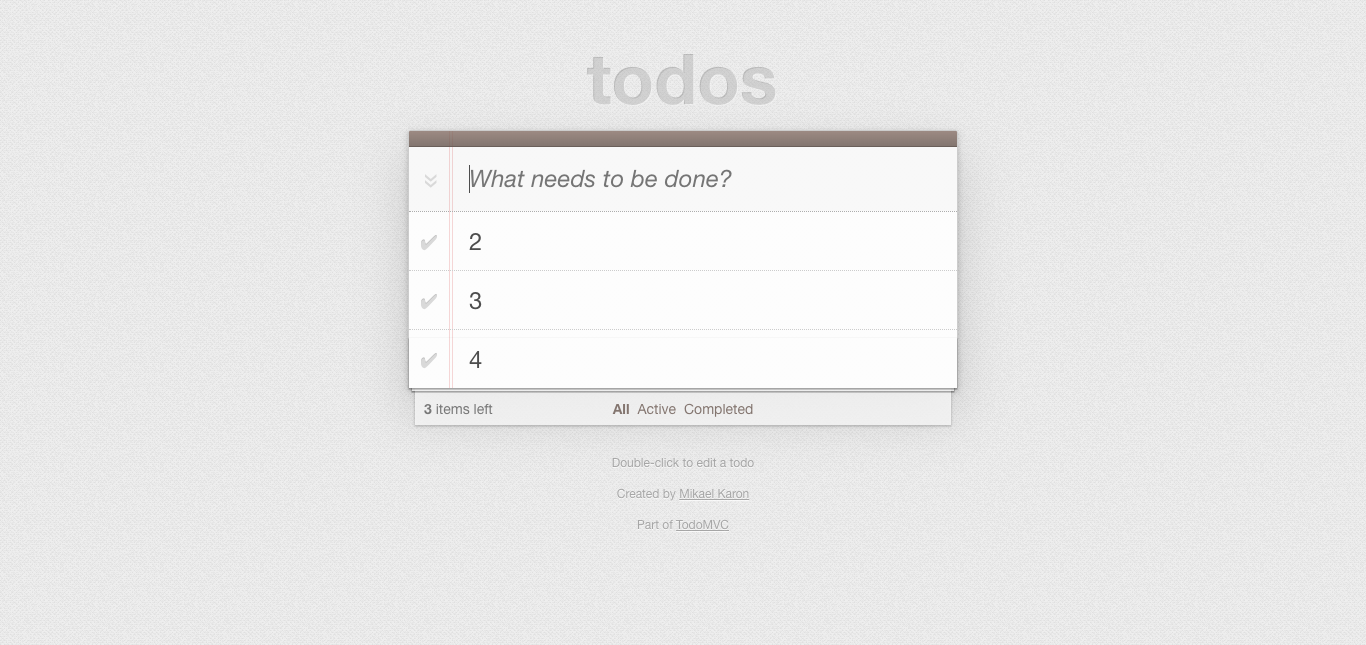 todos
What needs to be done?
2
3
4
3 items left All Active Completed
Double-click to edit a todo
Created by Mikael Karon
Part of TodoMVC